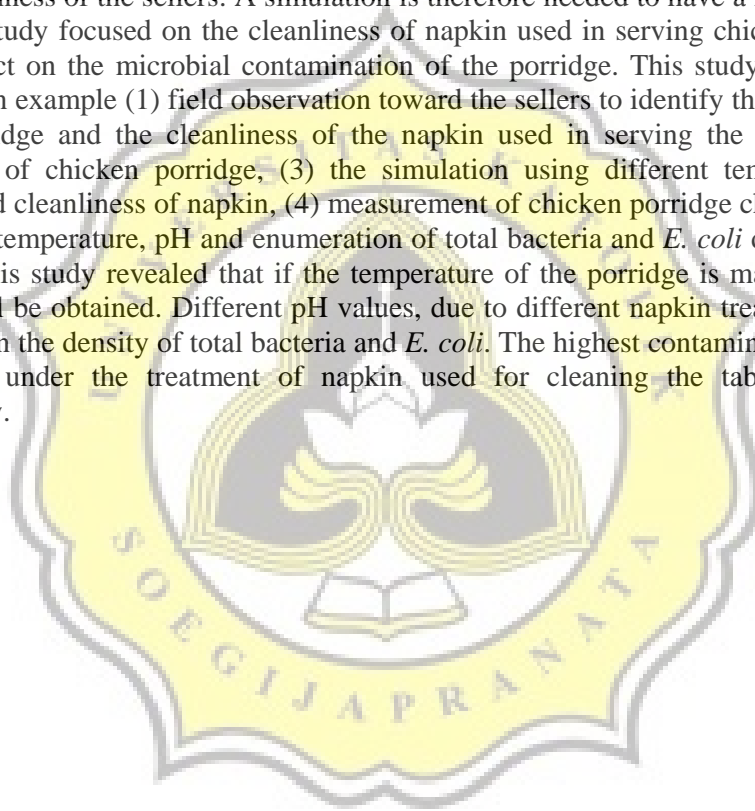 ness of the sellers. A simulation is therefore needed to have a
tudy focused on the cleanliness of napkin used in serving chic
ct on the microbial contamination of the porridge. This study
n example (1) field observation toward the sellers to identify th
dge and the cleanliness of the napkin used in serving the
of chicken porridge, (3) the simulation using different tem
d cleanliness of napkin, (4) measurement of chicken porridge cl
temperature, pH and enumeration of total bacteria and E. coli
is study revealed that if the temperature of the porridge is ma
l be obtained. Different pH values, due to different napkin trea
n the density of total bacteria and E. coli. The highest contamin
under the treatment of napkin used for cleaning the tab
.
UNIVERSITAS KATOLIK
SOEGIJAPRANATA